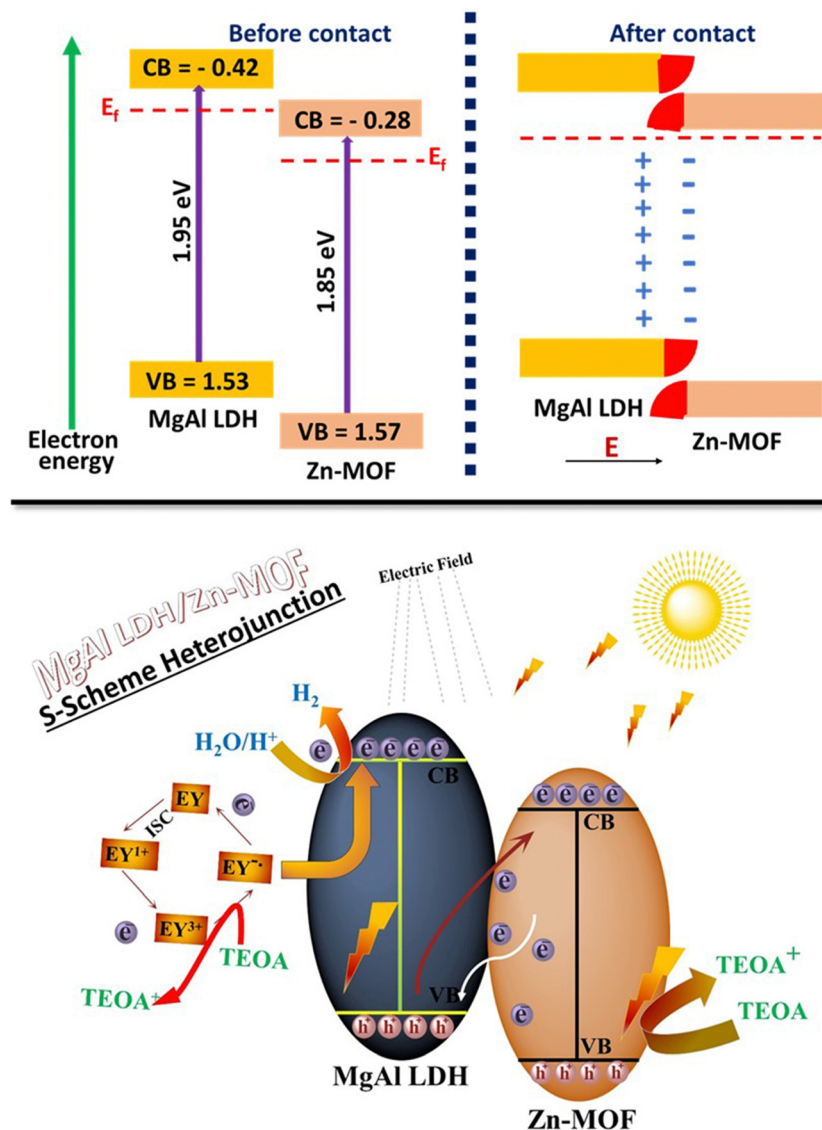 Before contact
After contact
CB = - 0.42
E_f
CB = - 0.28
E_f
1.95 eV
1.85 eV
+ -
+ -
+ -
+ -
+ -
+ -
+ -
VB = 1.53
MgAl LDH
VB = 1.57
Zn-MOF
Electron
energy
MgAl LDH
Zn-MOF
E
MgAl LDH/Zn-MOF
S-Scheme Heterojunction
Electric Field
H₂
H₂O/H⁺
e⁻
e⁻ e⁻ e⁻ e⁻
CB
EY
e⁻
ISC
EY¹⁺
EY⁻•
EY³⁺
e⁻
TEOA
TEOA⁺
e⁻ e⁻ e⁻ e⁻
CB
e⁻
e⁻
e⁻
e⁻
VB
h⁺ h⁺ h⁺ h⁺
MgAl LDH
TEOA⁺
TEOA
VB
h⁺ h⁺ h⁺ h⁺
Zn-MOF